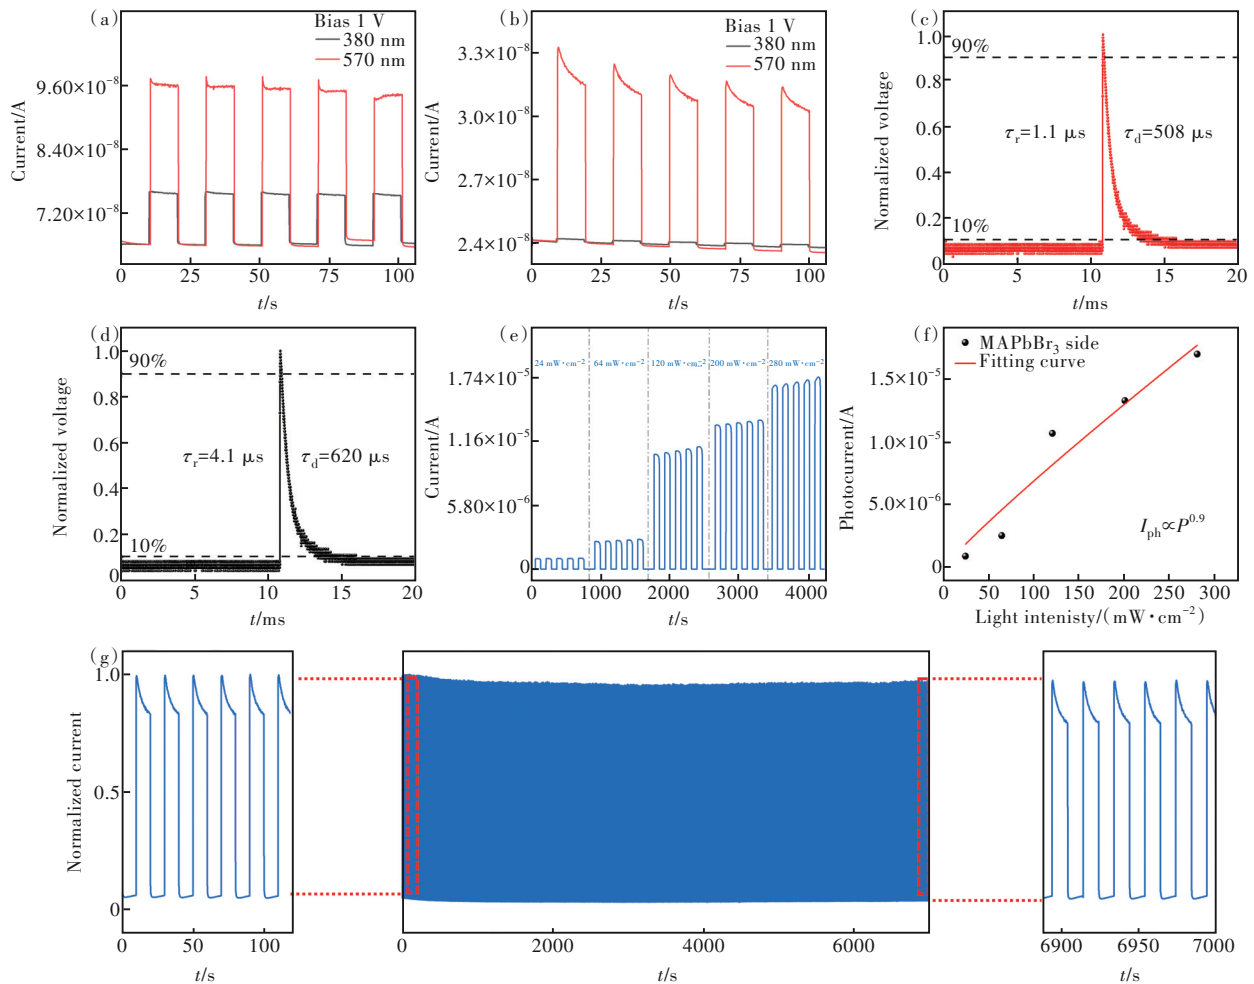 (a)
Bias 1 V
380 nm
570 nm
9.60×10⁻⁸
8.40×10⁻⁸
7.20×10⁻⁸
Current/A
0 25 50 75 100
t/s
(b)
Bias 1 V
380 nm
570 nm
3.3×10⁻⁸
3.0×10⁻⁸
2.7×10⁻⁸
2.4×10⁻⁸
Current/A
0 25 50 75 100
t/s
(c)
1.0
0.8
0.6
0.4
0.2
0
Normalized voltage
90%
τr=1.1 μs τd=508 μs
10%
0 5 10 15 20
t/ms
(d)
1.0
0.8
0.6
0.4
0.2
0
Normalized voltage
90%
τr=4.1 μs τd=620 μs
10%
0 5 10 15 20
t/ms
(e)
24 mW·cm⁻² 64 mW·cm⁻² 120 mW·cm⁻² 200 mW·cm⁻² 280 mW·cm⁻²
1.74×10⁻⁵
1.16×10⁻⁵
5.80×10⁻⁶
0
Current/A
0 1000 2000 3000 4000
t/s
(f)
MAPbBr₃ side
Fitting curve
1.5×10⁻⁵
1.0×10⁻⁵
5.0×10⁻⁶
0
Photocurrent/A
Iph∝P⁰·⁹
0 50 100 150 200 250 300
Light intenisty/(mW·cm⁻²)
(g)
1.0
0.5
0
Normalized current
0 50 100
t/s
0 2000 4000 6000
t/s
6900 6950 7000
t/s